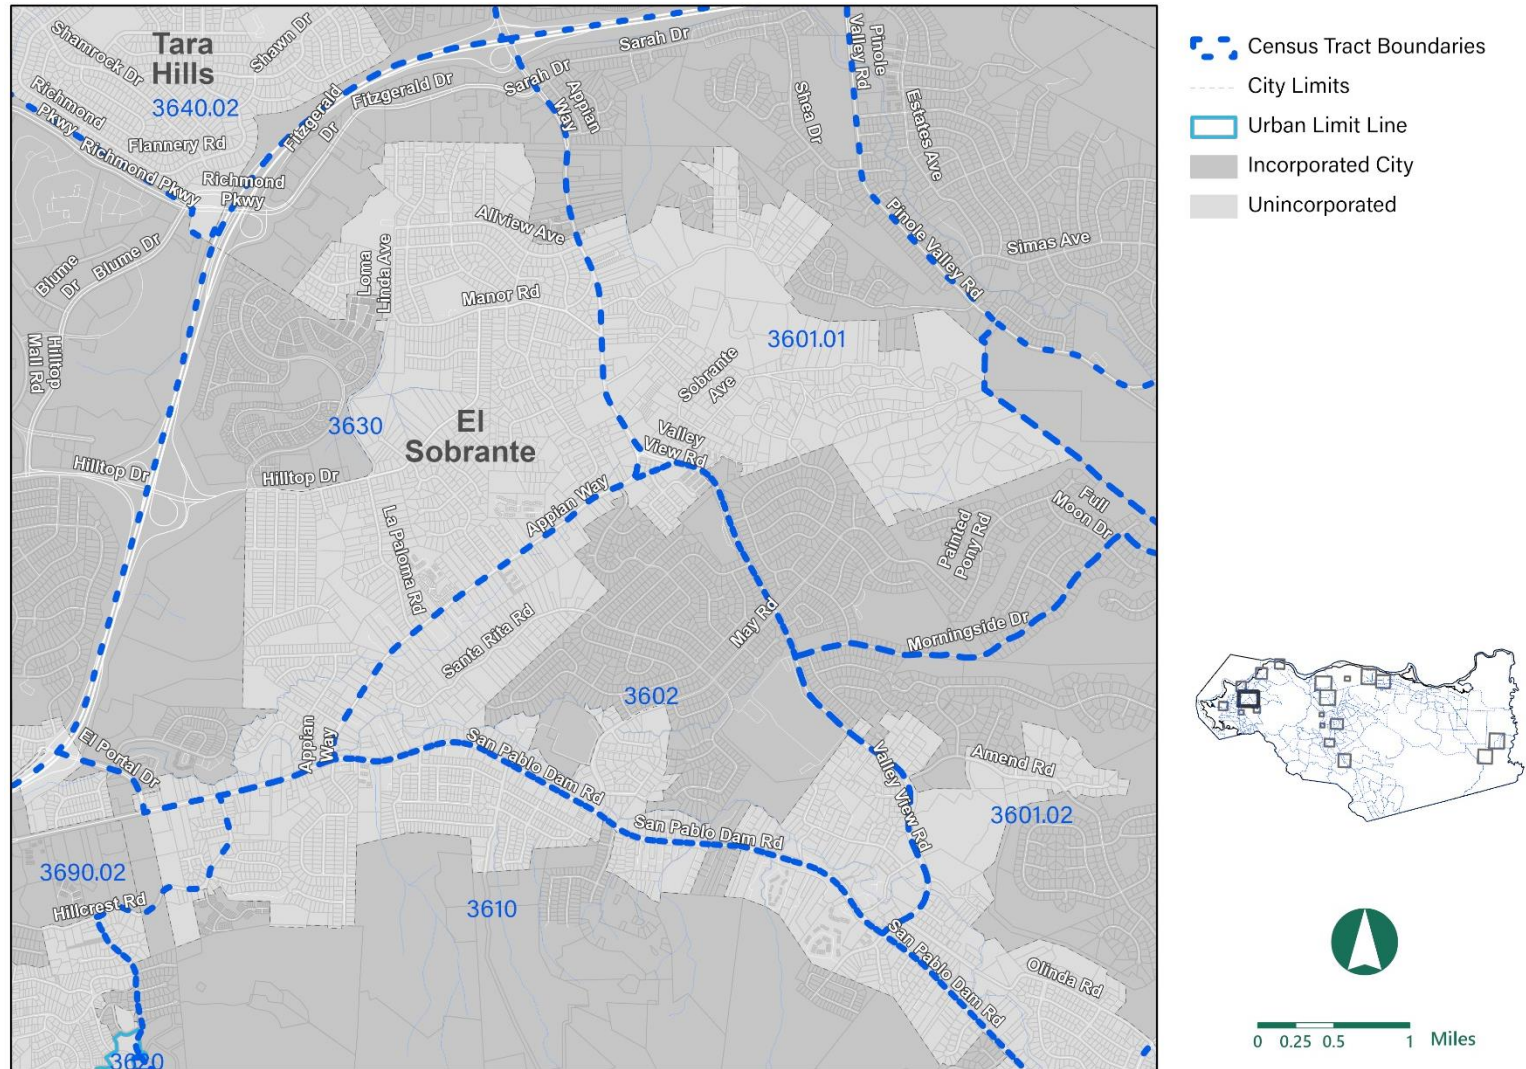 Shamrock Dr
Tara
Hills
Shawn Dr
3640.02
Richmond
Pkwy
Richmond Pkwy
Flannery Rd
Richmond
Pkwy
Fitzgerald
Dr
Fitzgerald Dr
Sarah Dr
Sarah Dr
Appian
Way
Pinole
Valley Rd
Pinole
Estates Ave
Shea Dr
Simas Ave
Pinole Valley Rd
Blume
Dr
Blume Dr
Hilltop
Mall Rd
Loma
Linda Ave
Allview Ave
Manor Rd
3601.01
Sobrante
Ave
3630
El
Sobrante
Valley
View Rd
Hilltop Dr
Hilltop Dr
Appian Way
La Paloma Rd
Full
Moon Dr
Painted
Pony Rd
May Rd
Morningside Dr
Santa Rita Rd
3602
Appian
Way
El Portal Dr
San Pablo Dam Rd
San Pablo Dam Rd
Valley View Rd
Amend Rd
3601.02
3690.02
Hillcrest Rd
3610
San Pablo Dam Rd
Olinda Rd
3620
Census Tract Boundaries
City Limits
Urban Limit Line
Incorporated City
Unincorporated
0 0.25 0.5 1 Miles